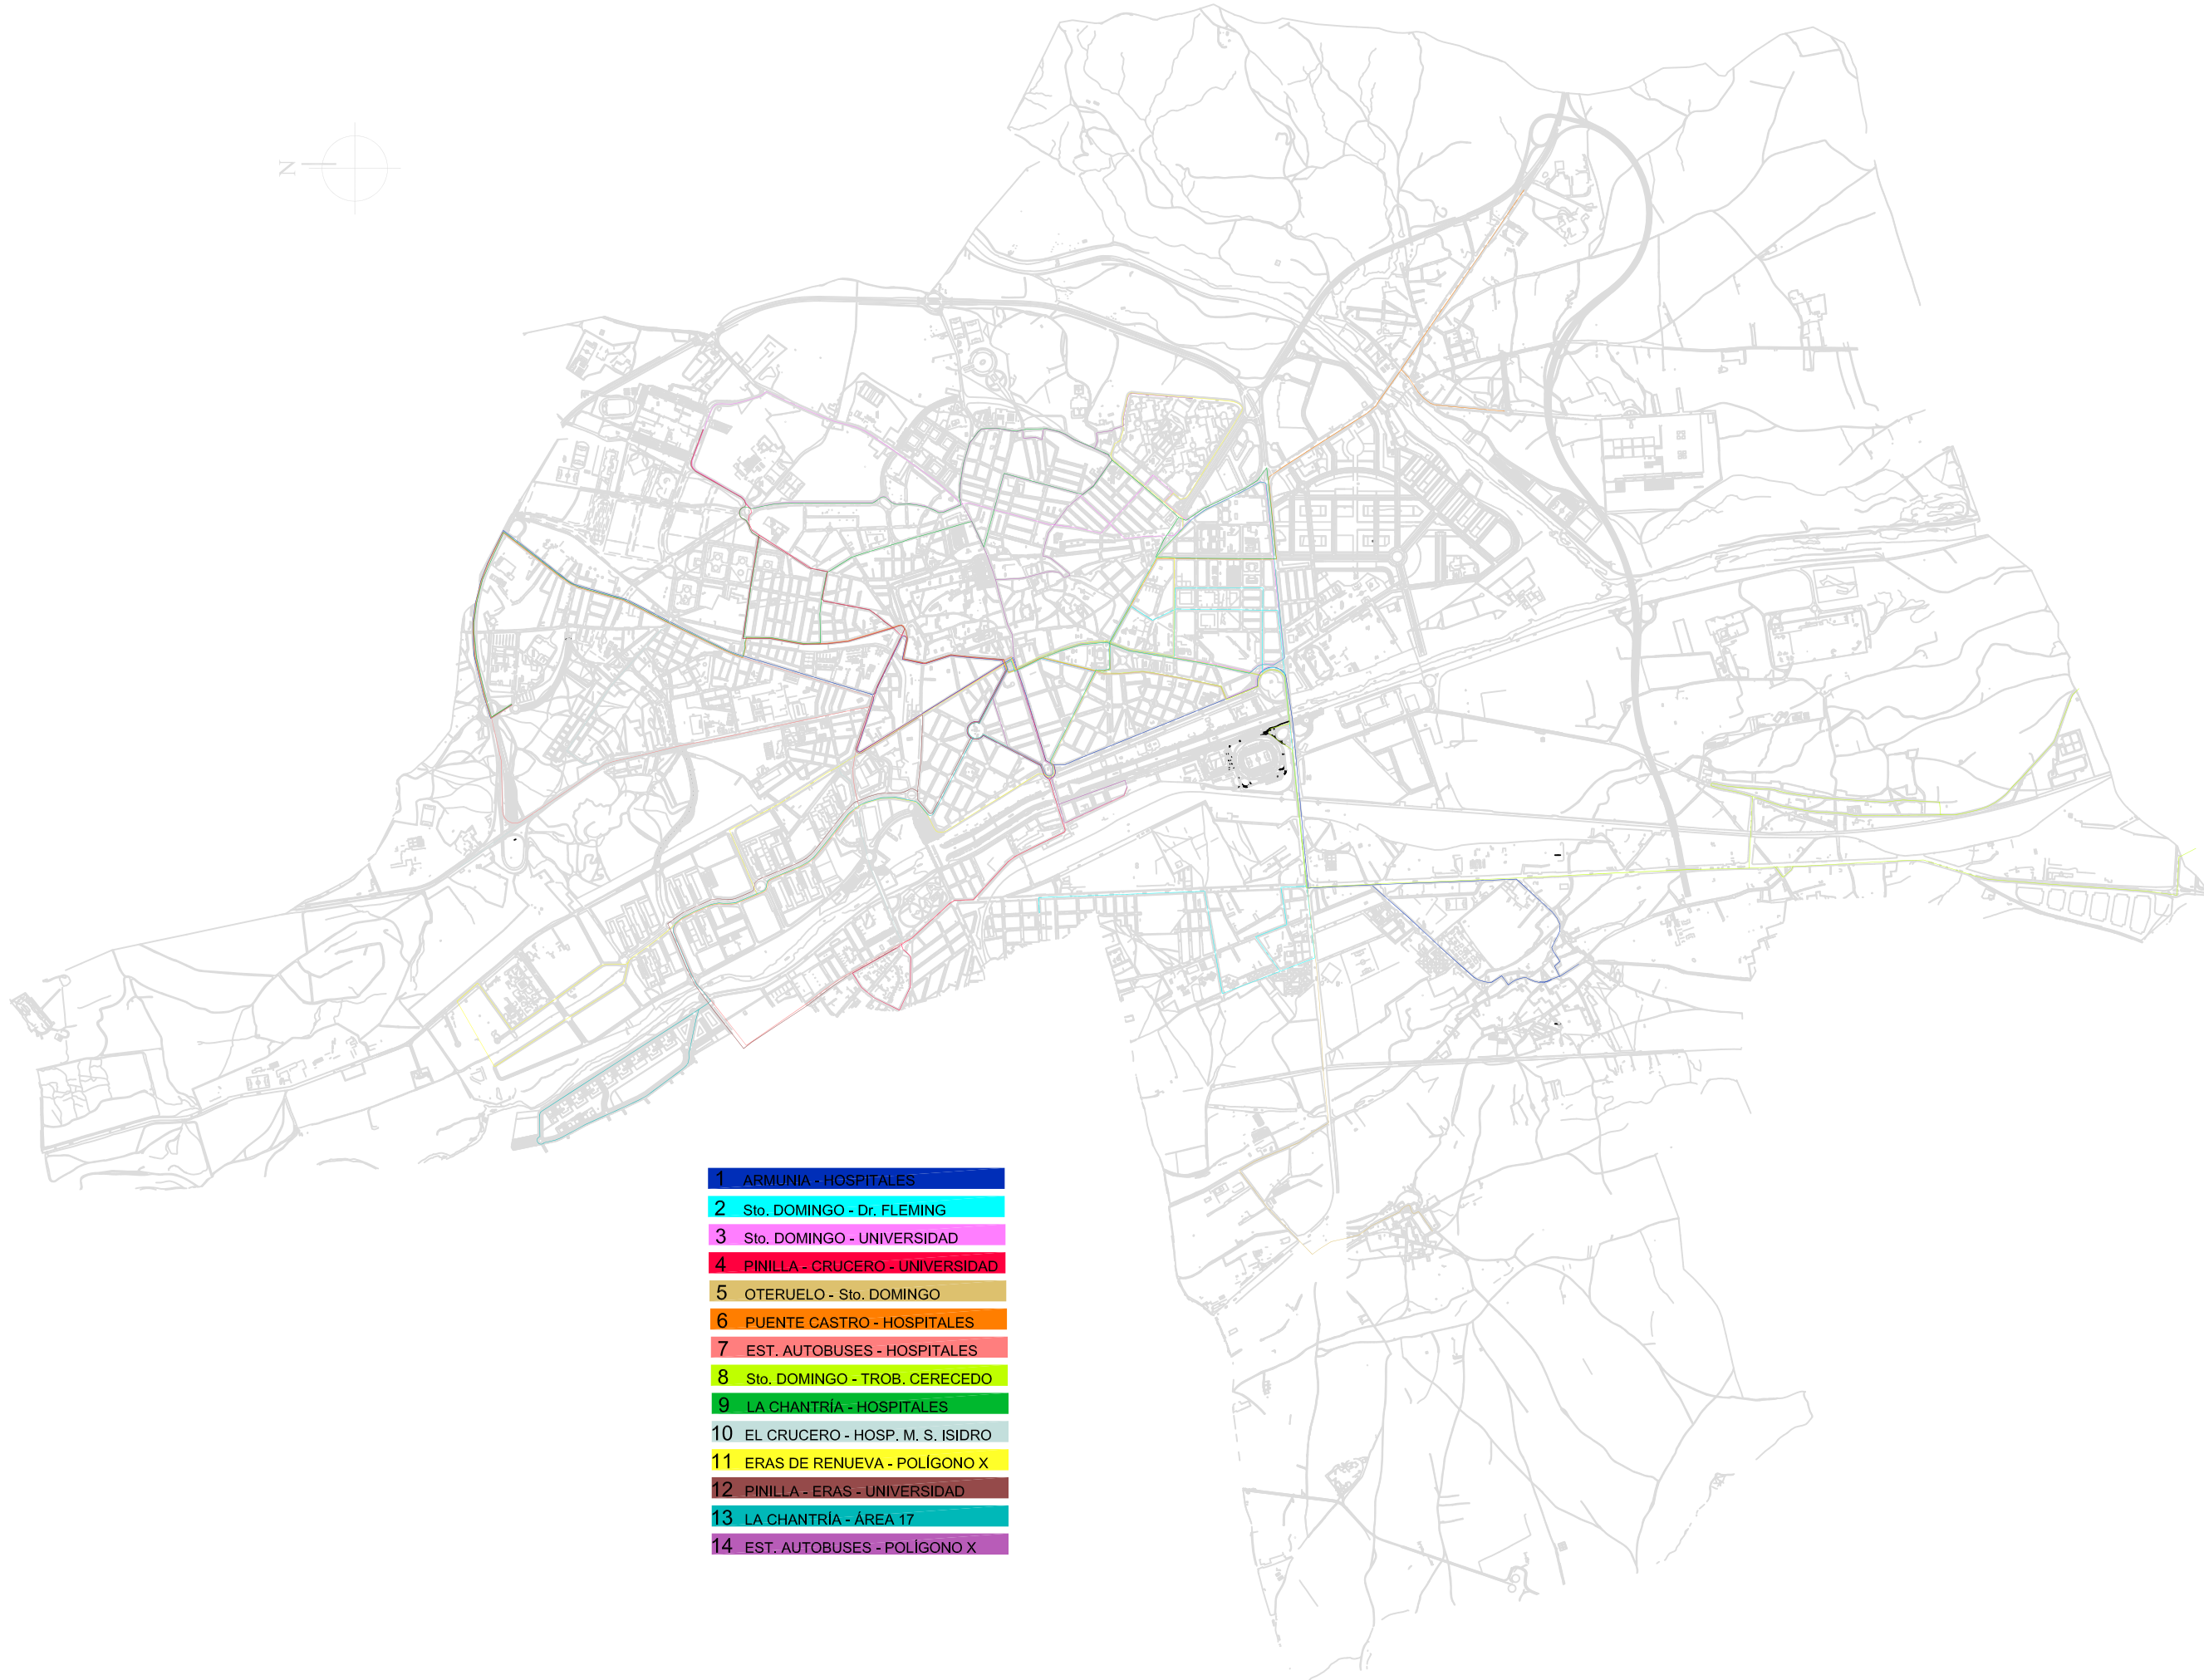 N
1 ARMUNIA - HOSPITALES
2 Sto. DOMINGO - Dr. FLEMING
3 Sto. DOMINGO - UNIVERSIDAD
4 PINILLA - CRUCERO - UNIVERSIDAD
5 OTERUELO - Sto. DOMINGO
6 PUENTE CASTRO - HOSPITALES
7 EST. AUTOBUSES - HOSPITALES
8 Sto. DOMINGO - TROB. CERECEDO
9 LA CHANTRÍA - HOSPITALES
10 EL CRUCERO - HOSP. M. S. ISIDRO
11 ERAS DE RENUEVA - POLÍGONO X
12 PINILLA - ERAS - UNIVERSIDAD
13 LA CHANTRÍA - ÁREA 17
14 EST. AUTOBUSES - POLÍGONO X